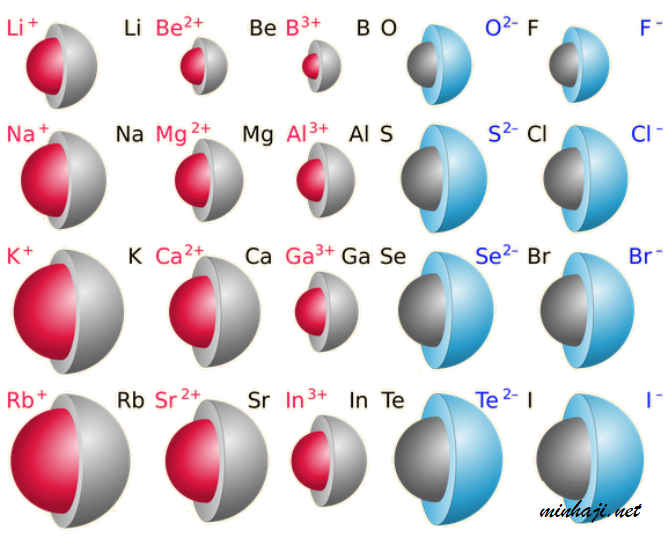 Li⁺ Li Be²⁺ Be B³⁺ B O O²⁻ F F⁻
Na⁺ Na Mg²⁺ Mg Al³⁺ Al S S²⁻ Cl Cl⁻
K⁺ K Ca²⁺ Ca Ga³⁺ Ga Se Se²⁻ Br Br⁻
Rb⁺ Rb Sr²⁺ Sr In³⁺ In Te Te²⁻ I I⁻
minhaji.net